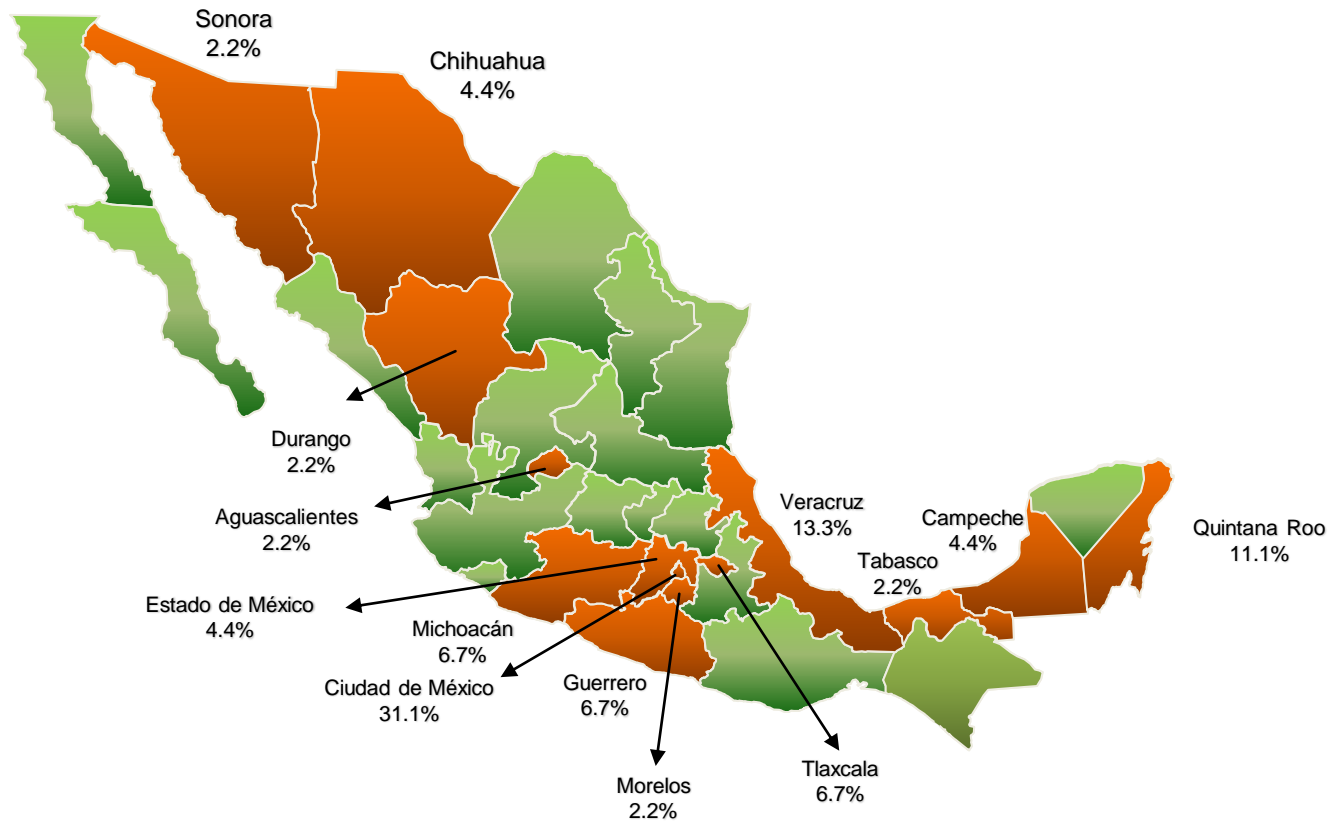 Sonora
2.2%
Chihuahua
4.4%
Durango
2.2%
Aguascalientes
2.2%
Veracruz
13.3%
Campeche
4.4%
Quintana Roo
11.1%
Tabasco
2.2%
Estado de México
4.4%
Michoacán
6.7%
Ciudad de México
31.1%
Guerrero
6.7%
Morelos
2.2%
Tlaxcala
6.7%